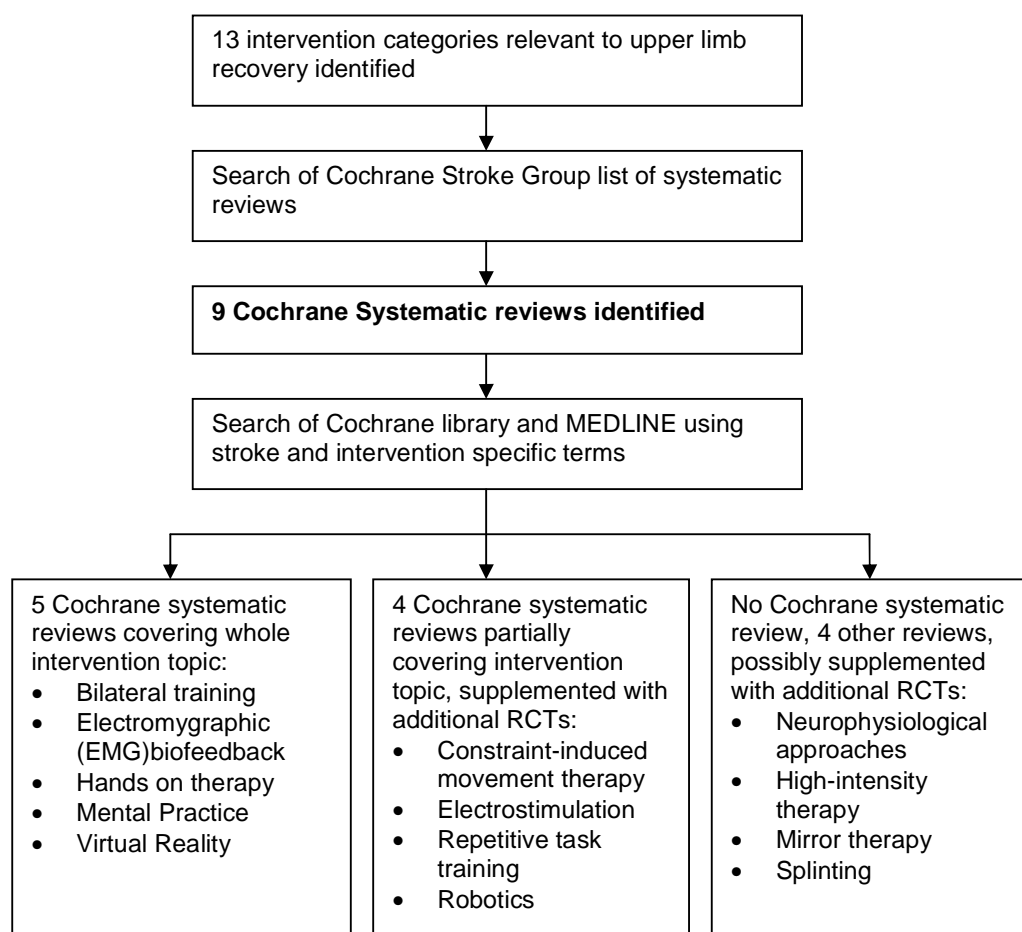 13 intervention categories relevant to upper limb
recovery identified
Search of Cochrane Stroke Group list of systematic
reviews
9 Cochrane Systematic reviews identified
Search of Cochrane library and MEDLINE using
stroke and intervention specific terms
5 Cochrane systematic
reviews covering whole
intervention topic:
• Bilateral training
• Electromygraphic
(EMG)biofeedback
• Hands on therapy
• Mental Practice
• Virtual Reality
4 Cochrane systematic
reviews partially
covering intervention
topic, supplemented with
additional RCTs:
• Constraint-induced
movement therapy
• Electrostimulation
• Repetitive task
training
• Robotics
No Cochrane systematic
review, 4 other reviews,
possibly supplemented
with additional RCTs:
• Neurophysiological
approaches
• High-intensity
therapy
• Mirror therapy
• Splinting